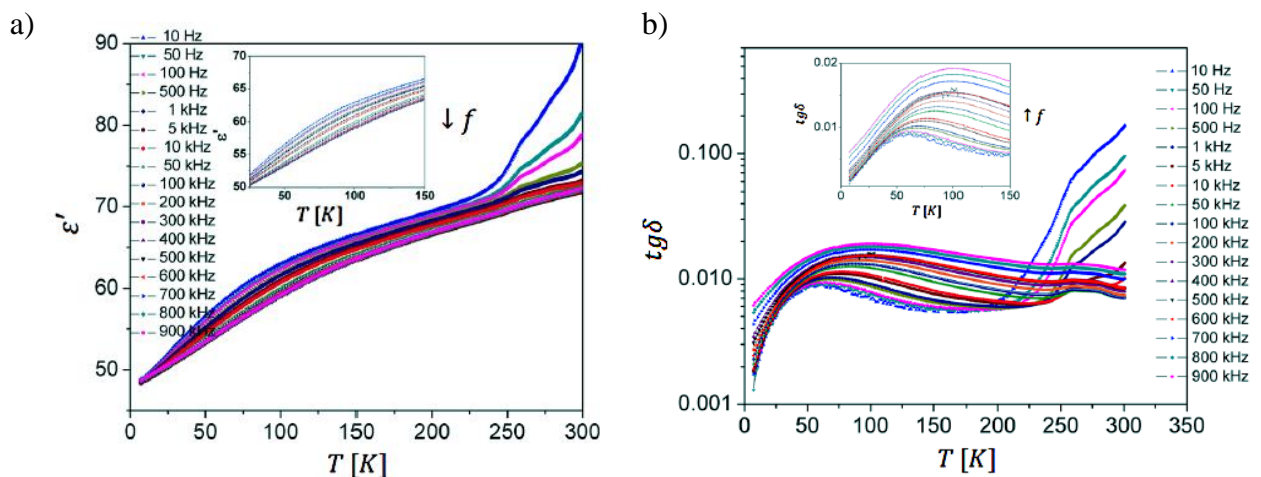 a)
90
80
70
60
50
ε'
0 50 100 150 200 250 300
T [K]
10 Hz
50 Hz
100 Hz
500 Hz
1 kHz
5 kHz
10 kHz
50 kHz
100 kHz
200 kHz
300 kHz
400 kHz
500 kHz
600 kHz
700 kHz
800 kHz
900 kHz
70
65
60
55
50
ε'
50 100 150
T [K]
↓ f
b)
0.100
0.010
0.001
tgδ
0 50 100 150 200 250 300 350
T [K]
0.02
0.01
tgδ
0 50 100 150
T [K]
↑ f
10 Hz
50 Hz
100 Hz
500 Hz
1 kHz
5 kHz
10 kHz
50 kHz
100 kHz
200 kHz
300 kHz
400 kHz
500 kHz
600 kHz
700 kHz
800 kHz
900 kHz